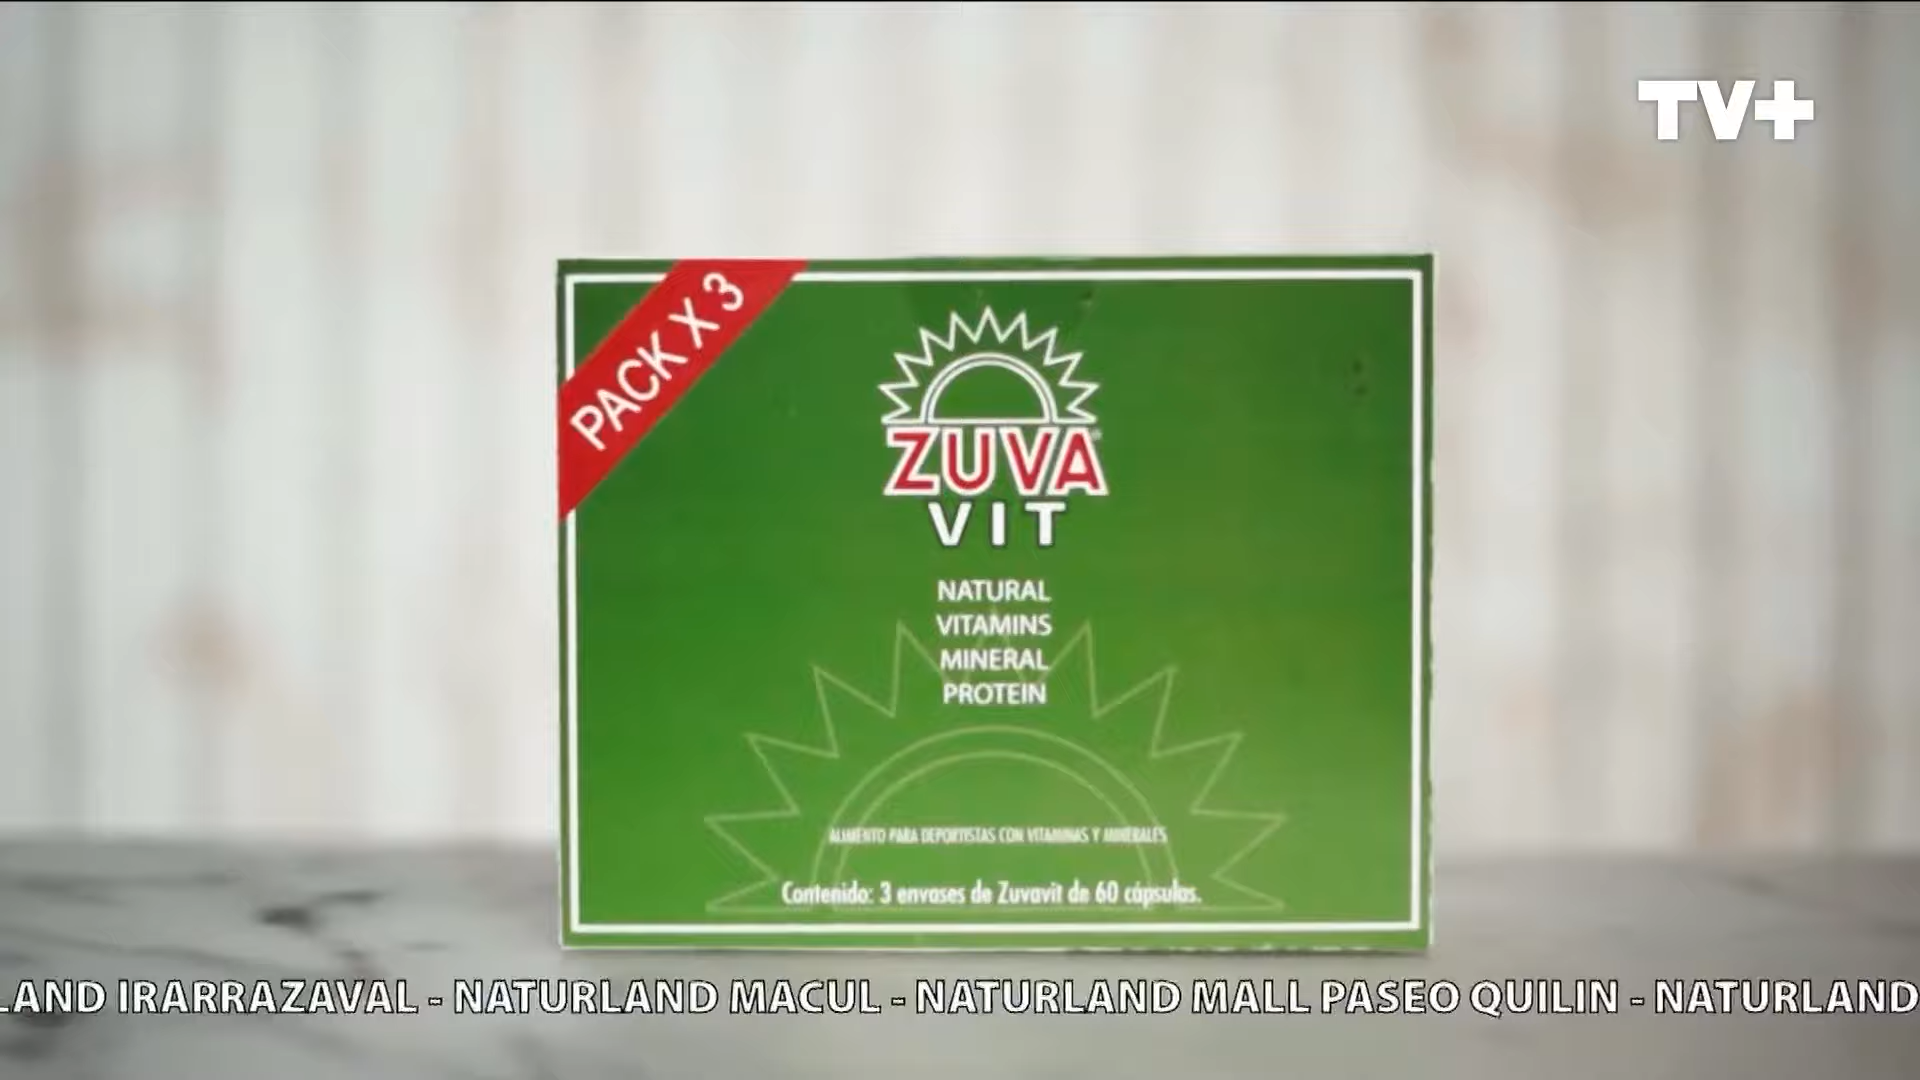 TV+
PACK X 3
ZUVA
VIT
NATURAL
VITAMINS
MINERAL
PROTEIN
ALIMENTO PARA DEPORTISTAS CON VITAMINAS Y MINERALES
Contenido: 3 envases de Zuvavit de 60 cápsulas.
LAND IRARRAZAVAL - NATURLAND MACUL - NATURLAND MALL PASEO QUILIN - NATURLAND